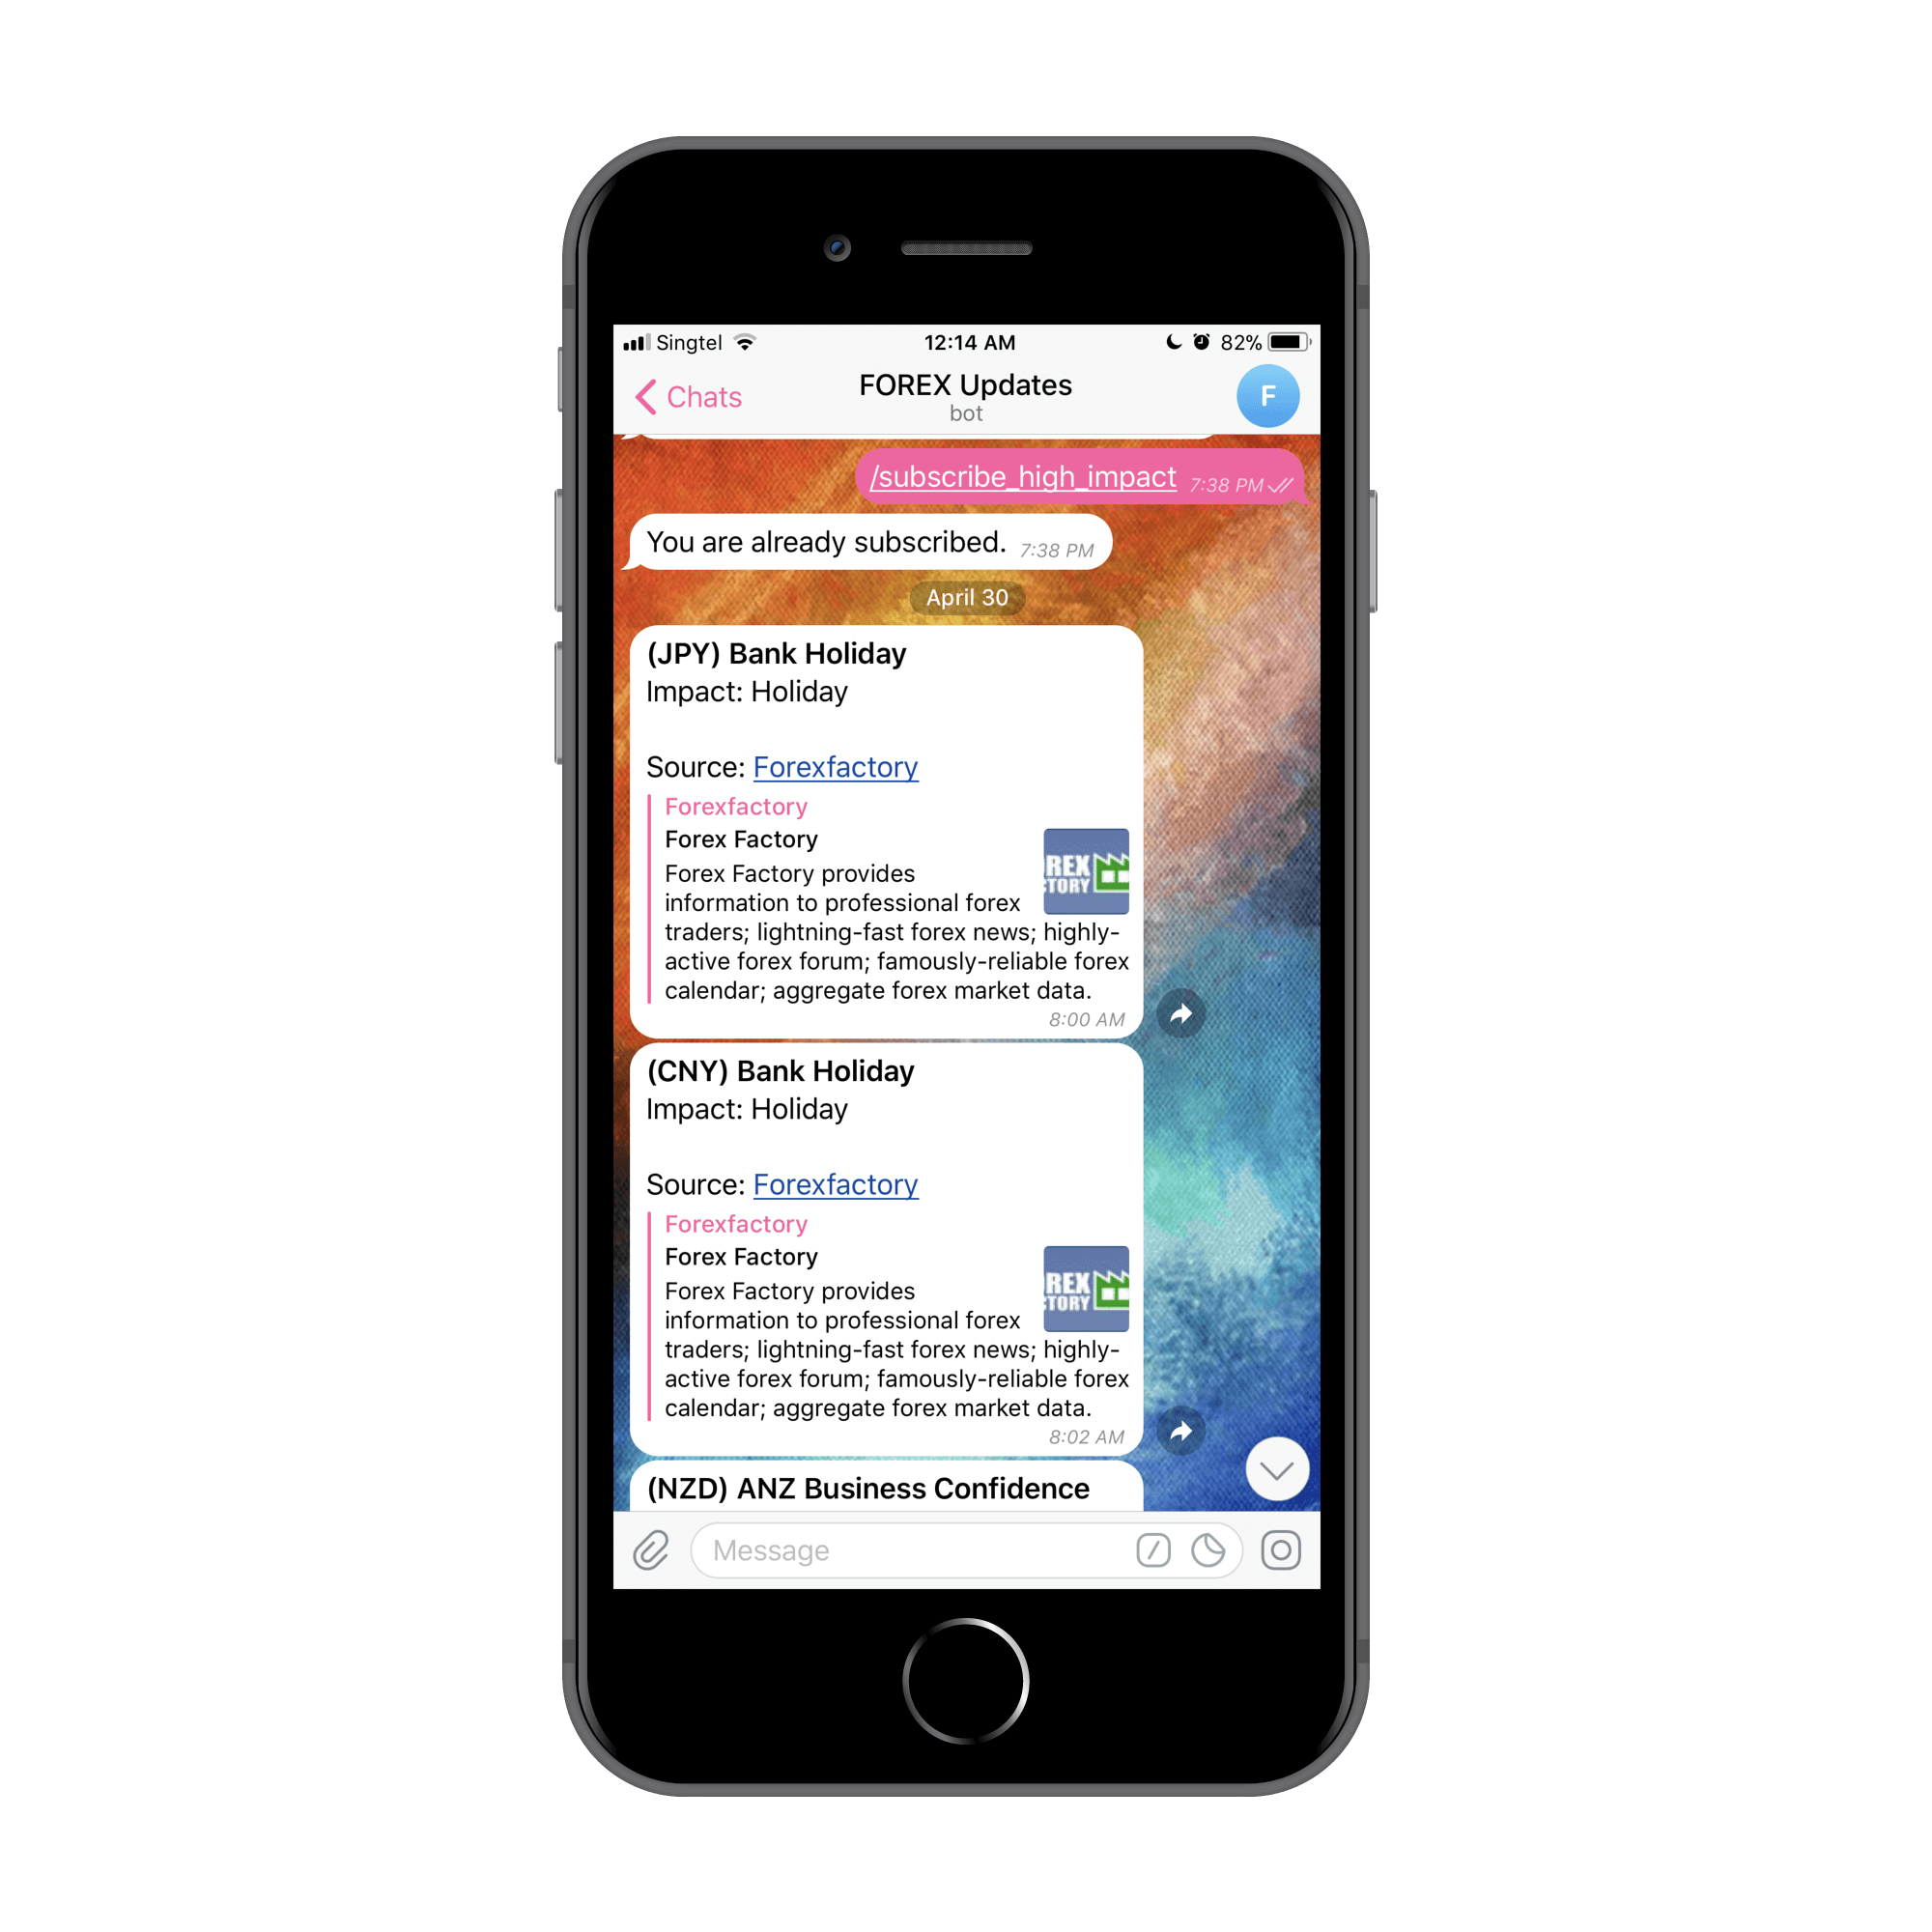 Singtel 12:14 AM 82%
Chats FOREX Updates F
bot
/subscribe_high_impact 7:38 PM
You are already subscribed. 7:38 PM
April 30
(JPY) Bank Holiday
Impact: Holiday
Source: Forexfactory
Forexfactory
Forex Factory
Forex Factory provides
information to professional forex
traders; lightning-fast forex news; highly-
active forex forum; famously-reliable forex
calendar; aggregate forex market data.
REX
TORY
8:00 AM
(CNY) Bank Holiday
Impact: Holiday
Source: Forexfactory
Forexfactory
Forex Factory
Forex Factory provides
information to professional forex
traders; lightning-fast forex news; highly-
active forex forum; famously-reliable forex
calendar; aggregate forex market data.
REX
TORY
8:02 AM
(NZD) ANZ Business Confidence
Message